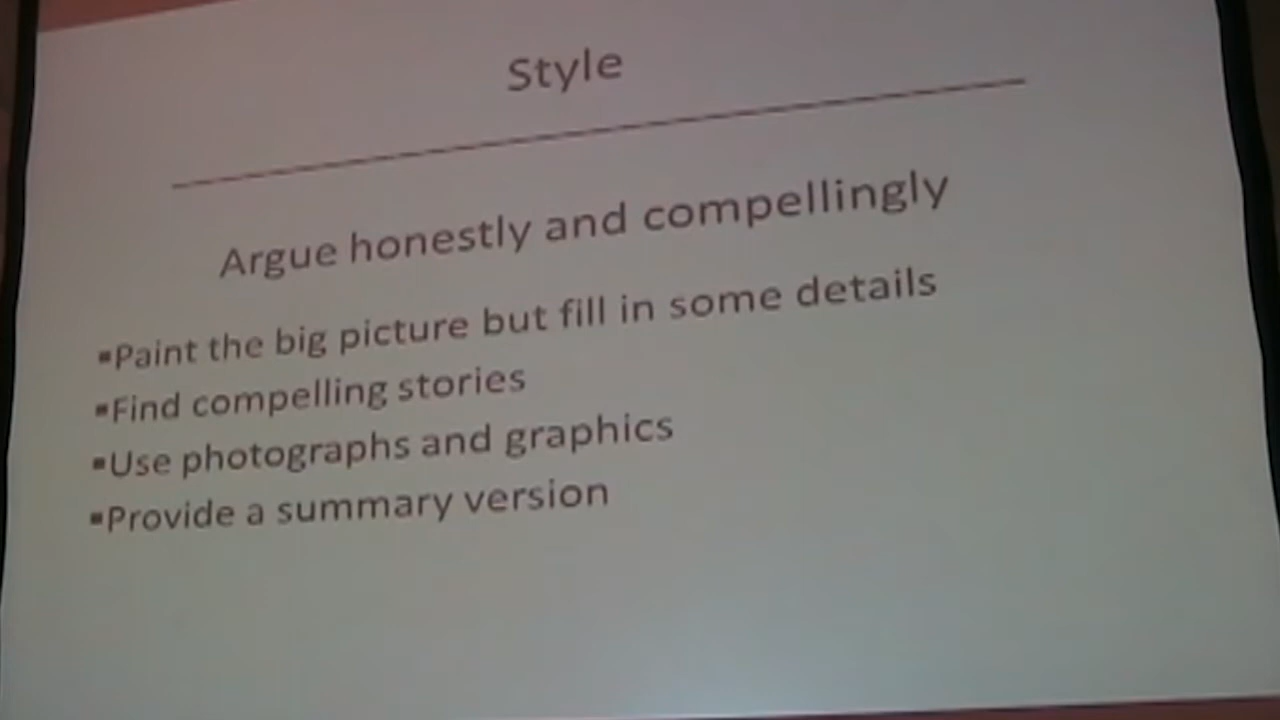 Style
Argue honestly and compellingly
▪Paint the big picture but fill in some details
▪Find compelling stories
▪Use photographs and graphics
▪Provide a summary version